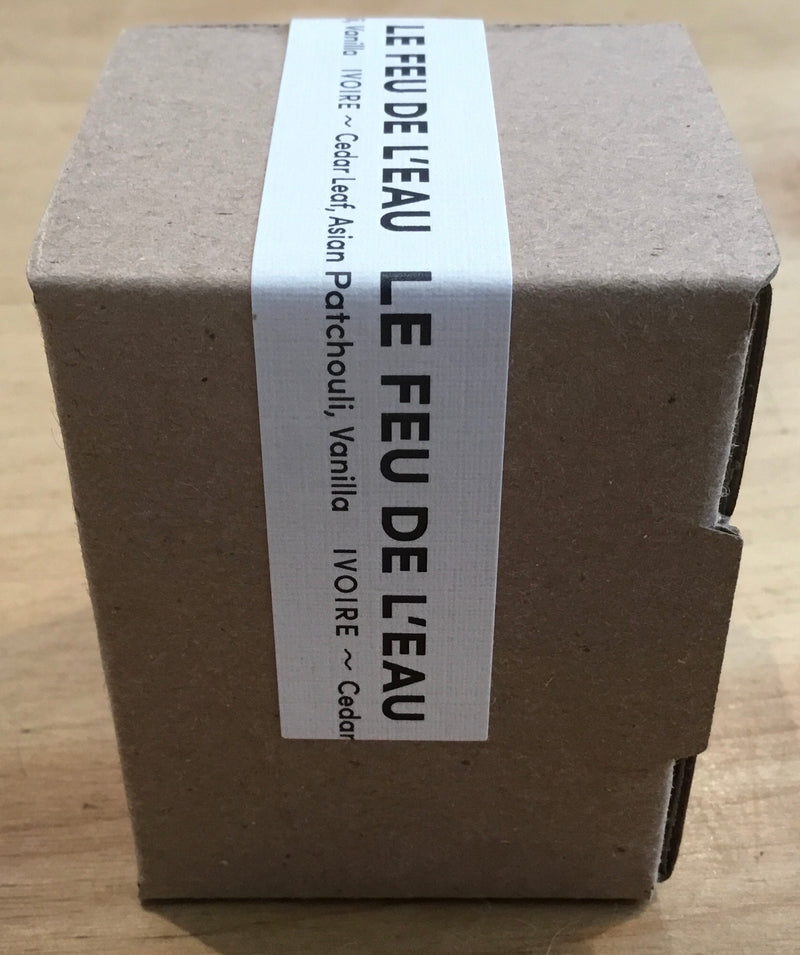 LE FEU DE L'EAU LE FEU DE L'EAU
Vanilla IVOIRE ~ Cedar Leaf, Asian Patchouli, Vanilla IVOIRE ~ Cedar